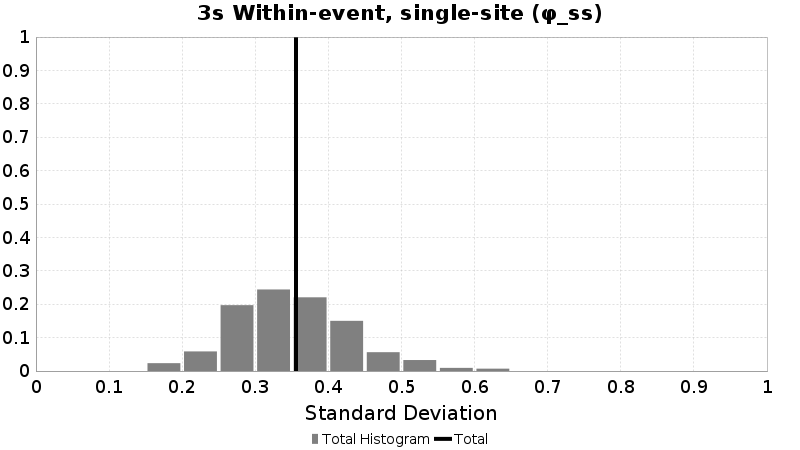 3s Within-event, single-site (φ_ss)
1
0.9
0.8
0.7
0.6
0.5
0.4
0.3
0.2
0.1
0
0 0.1 0.2 0.3 0.4 0.5 0.6 0.7 0.8 0.9 1
Standard Deviation
Total Histogram Total